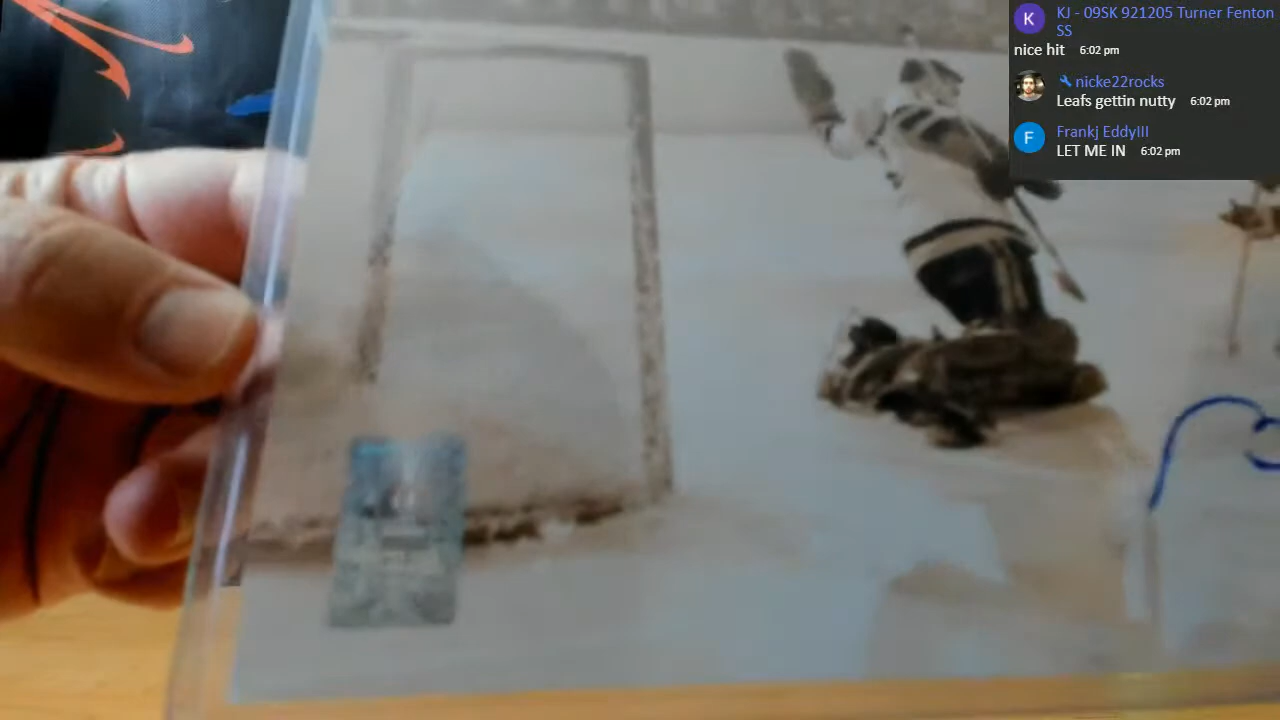 KJ - 09SK 921205 Turner Fenton
SS
nice hit 6:02 pm
nicke22rocks
Leafs gettin nutty 6:02 pm
Frankj EddyIII
LET ME IN 6:02 pm